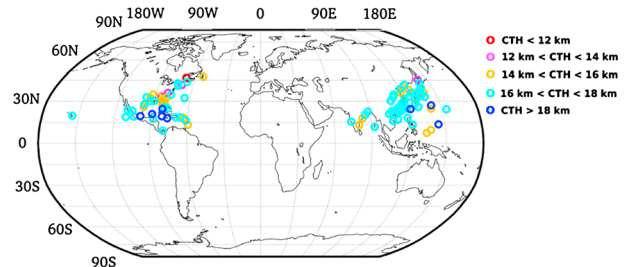 180W 90W 0 90E 180E
90N
60N
30N
0
30S
60S
90S
CTH < 12 km
12 km < CTH < 14 km
14 km < CTH < 16 km
16 km < CTH < 18 km
CTH > 18 km